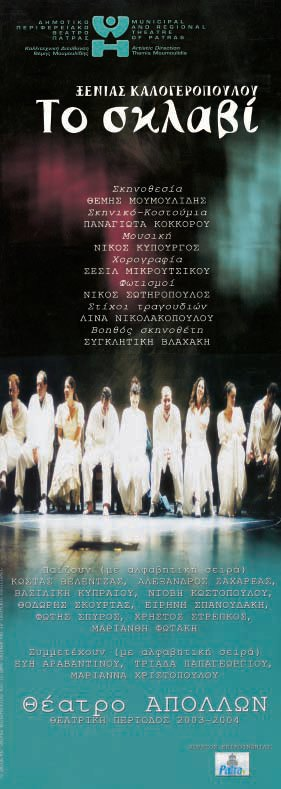 ΔΗΜΟΤΙΚΟ
ΠΕΡΙΦΕΡΕΙΑΚΟ
ΘΕΑΤΡΟ
ΠΑΤΡΑΣ
Καλλιτεχνική Διεύθυνση
Θέμης Μουμουλίδης
MUNICIPAL
AND REGIONAL
THEATRE
OF PATRAS
Artistic Direction
Themis Moumoulidis
ΞΕΝΙΑΣ ΚΑΛΟΓΕΡΟΠΟΥΛΟΥ
Το σκλαβί
Σκηνοθεσία
ΘΕΜΗΣ ΜΟΥΜΟΥΛΙΔΗΣ
Σκηνικό-Κοστούμια
ΠΑΝΑΓΙΩΤΑ ΚΟΚΚΟΡΟΥ
Μουσική
ΝΙΚΟΣ ΚΥΠΟΥΡΓΟΣ
Χορογραφία
ΣΕΣΙΛ ΜΙΚΡΟΥΤΣΙΚΟΥ
Φωτισμοί
ΝΙΚΟΣ ΣΩΤΗΡΟΠΟΥΛΟΣ
Στίχοι τραγουδιών
ΛΙΝΑ ΝΙΚΟΛΑΚΟΠΟΥΛΟΥ
Βοηθός σκηνοθέτη
ΣΥΓΚΛΗΤΙΚΗ ΒΛΑΧΑΚΗ
Παίζουν (με αλφαβητική σειρά)
ΚΩΣΤΑΣ ΒΕΛΕΝΤΖΑΣ, ΑΛΕΞΑΝΔΡΟΣ ΖΑΧΑΡΕΑΣ,
ΒΑΣΙΛΙΚΗ ΚΥΠΡΑΙΟΥ, ΝΙΟΒΗ ΚΩΣΤΟΠΟΥΛΟΥ,
ΘΟΔΩΡΗΣ ΣΚΟΥΡΤΑΣ, ΕΙΡΗΝΗ ΣΠΑΝΟΥΔΑΚΗ,
ΦΩΤΗΣ ΣΠΥΡΟΣ, ΧΡΗΣΤΟΣ ΣΤΡΕΠΚΟΣ,
ΜΑΡΙΑΝΘΗ ΦΩΤΑΚΗ
Συμμετέχουν (με αλφαβητική σειρά)
ΕΥΗ ΑΡΑΒΑΝΤΙΝΟΥ, ΤΡΙΑΔΑ ΠΑΠΑΓΕΩΡΓΙΟΥ,
ΜΑΡΙΑΝΝΑ ΧΡΙΣΤΟΠΟΥΛΟΥ
Θέατρο ΑΠΟΛΛΩΝ
ΘΕΑΤΡΙΚΗ ΠΕΡΙΟΔΟΣ 2003-2004
ΧΟΡΗΓΟΣ ΕΠΙΚΟΙΝΩΝΙΑΣ
Patra